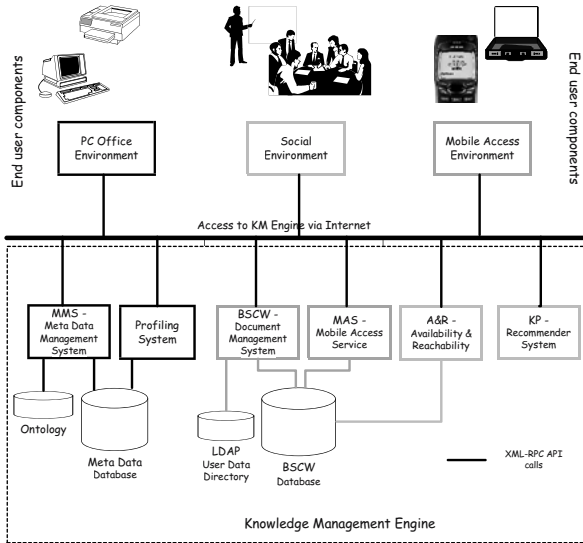 End user components
End user components
PC Office
Environment
Social
Environment
Mobile Access
Environment
Access to KM Engine via Internet
MMS -
Meta Data
Management
System
Profiling
System
BSCW -
Document
Management
System
MAS -
Mobile Access
Service
A&R -
Availability &
Reachability
KP -
Recommender
System
Ontology
Meta Data
Database
LDAP
User Data
Directory
BSCW
Database
XML-RPC API
calls
Knowledge Management Engine